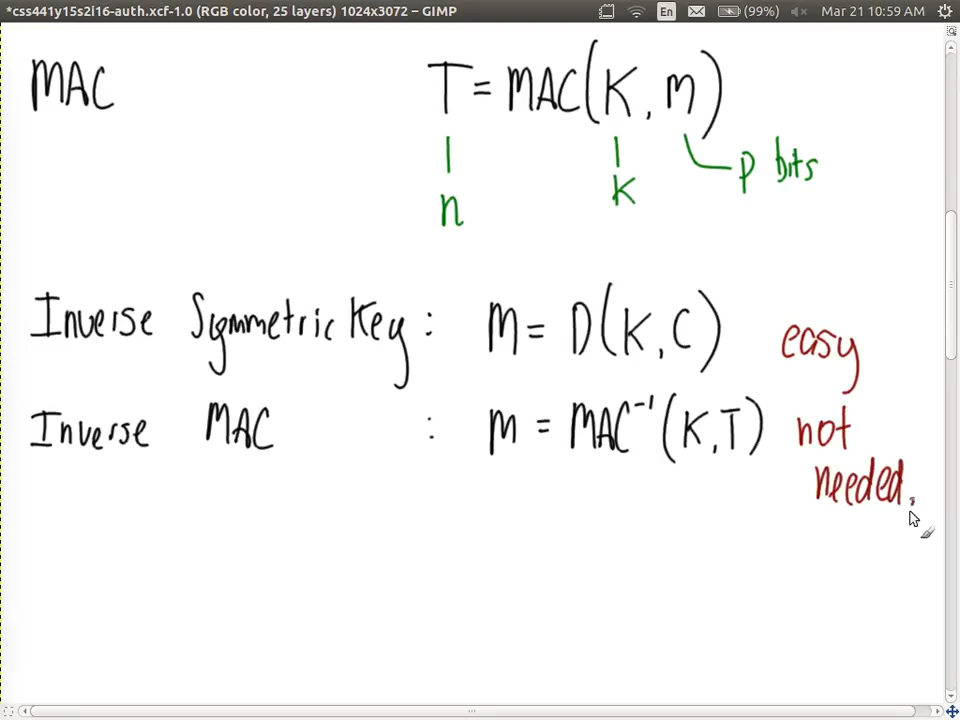 *css441y15s2i16-auth.xcf-1.0 (RGB color, 25 layers) 1024x3072 – GIMP En (99%) Mar 21 10:59 AM
MAC T = MAC(K, M)
n k p bits
Inverse Symmetric Key : M = D(K, C) easy
Inverse MAC : M = MAC⁻¹(K, T) not
needed.